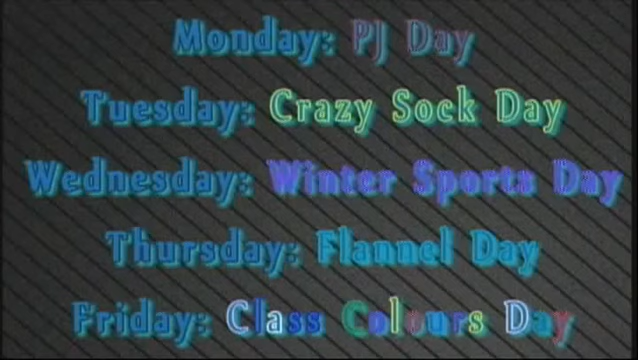 Monday: PJ Day
Tuesday: Crazy Sock Day
Wednesday: Winter Sports Day
Thursday: Flannel Day
Friday: Class Colours Day